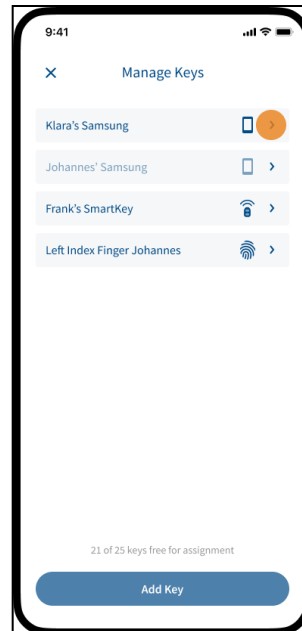 9:41
Manage Keys
Klara's Samsung
Johannes' Samsung
Frank's SmartKey
Left Index Finger Johannes
21 of 25 keys free for assignment
Add Key